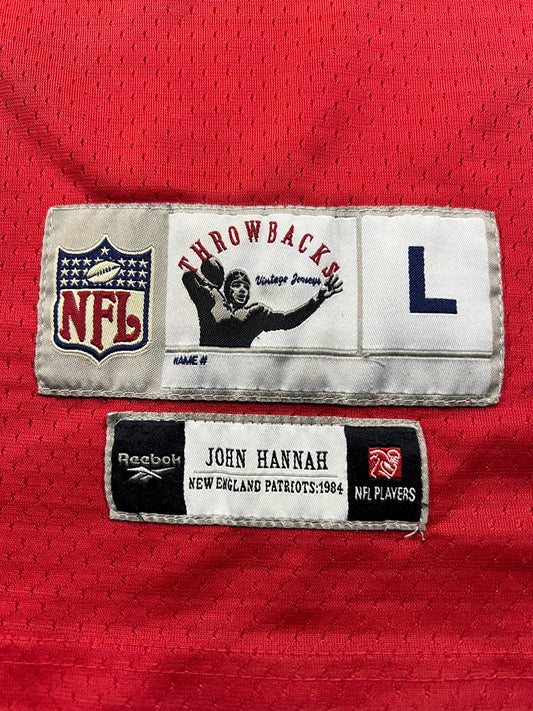 NFL
THROWBACKS
Vintage Jerseys
L
NAME #
Reebok
JOHN HANNAH
NEW ENGLAND PATRIOTS:1984
NFL PLAYERS